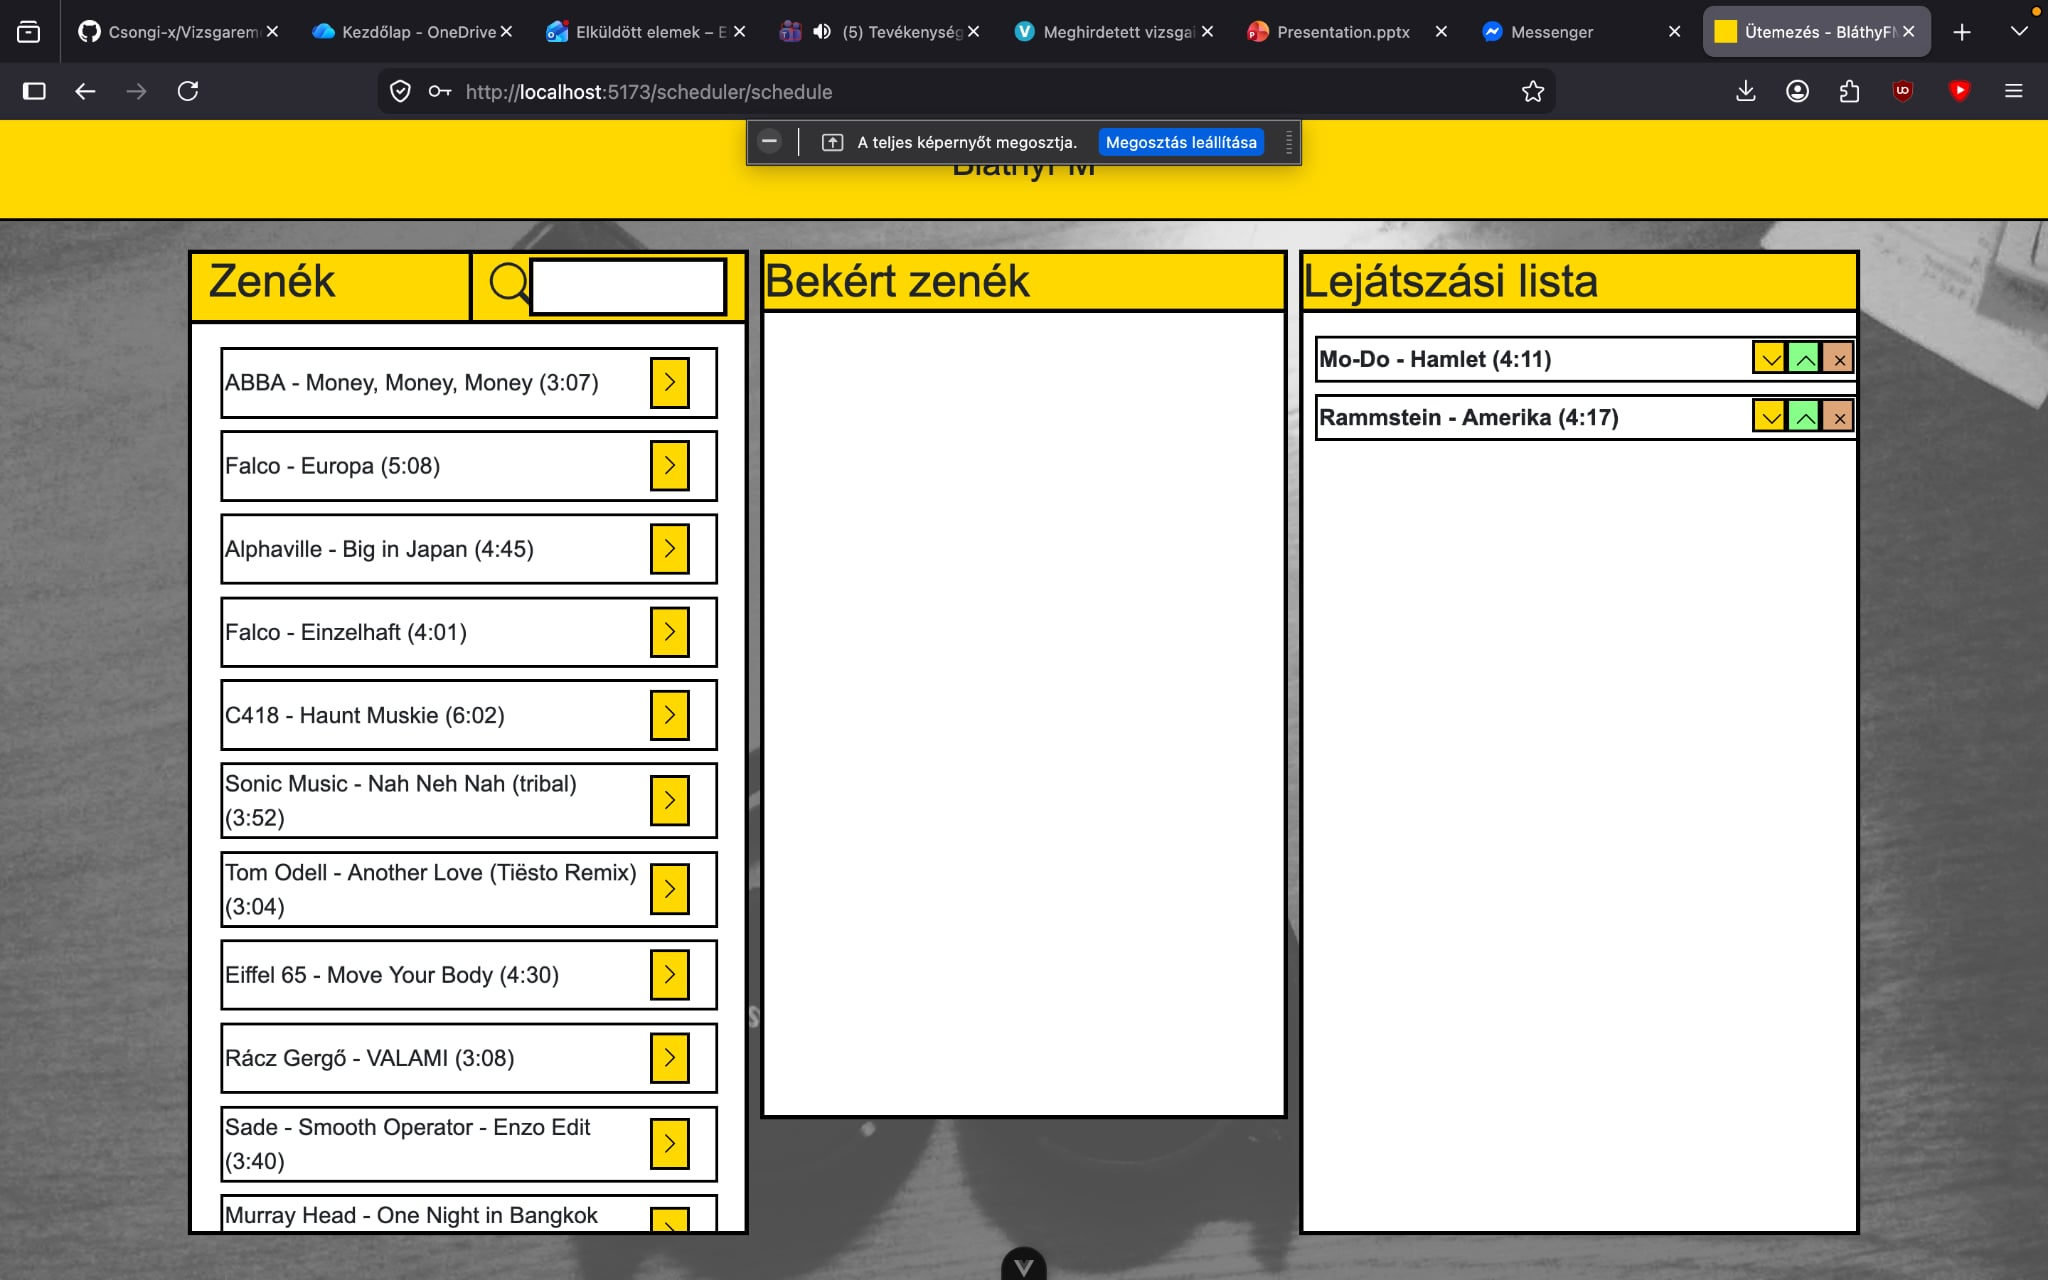 Csongi-x/Vizsgarem
Kezdőlap - OneDrive
Elküldött elemek – E
(5) Tevékenység
Meghirdetett vizsgai
Presentation.pptx
Messenger
Ütemezés - BláthyFM
http://localhost:5173/scheduler/schedule
A teljes képernyőt megosztja.
Megosztás leállítása
BláthyFM
Zenék
ABBA - Money, Money, Money (3:07)
Falco - Europa (5:08)
Alphaville - Big in Japan (4:45)
Falco - Einzelhaft (4:01)
C418 - Haunt Muskie (6:02)
Sonic Music - Nah Neh Nah (tribal)
(3:52)
Tom Odell - Another Love (Tiësto Remix)
(3:04)
Eiffel 65 - Move Your Body (4:30)
Rácz Gergő - VALAMI (3:08)
Sade - Smooth Operator - Enzo Edit
(3:40)
Murray Head - One Night in Bangkok
Bekért zenék
Lejátszási lista
Mo-Do - Hamlet (4:11)
Rammstein - Amerika (4:17)